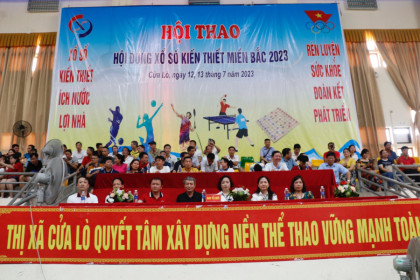 HỘI THAO
HỘI ĐỒNG XỔ SỐ KIẾN THIẾT MIỀN BẮC 2023
Cửa Lò, ngày 12, 13 tháng 7 năm 2023
XỔ SỐ
KIẾN THIẾT
ÍCH NƯỚC
LỢI NHÀ
RÈN LUYỆN
SỨC KHỎE
ĐOÀN KẾT
PHÁT TRIỂN
THỊ XÃ CỬA LÒ QUYẾT TÂM XÂY DỰNG NỀN THỂ THAO VỮNG MẠNH TOÀ